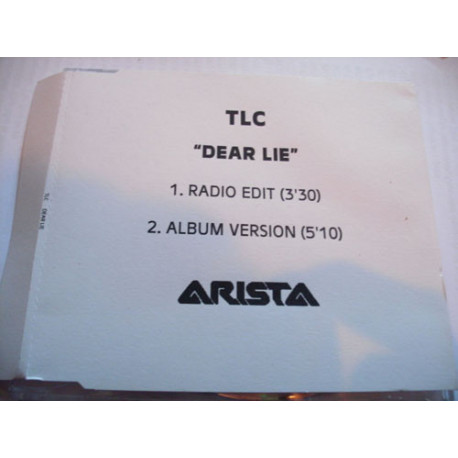 TLC
"DEAR LIE"
1. RADIO EDIT (3'30)
2. ALBUM VERSION (5'10)
ARISTA